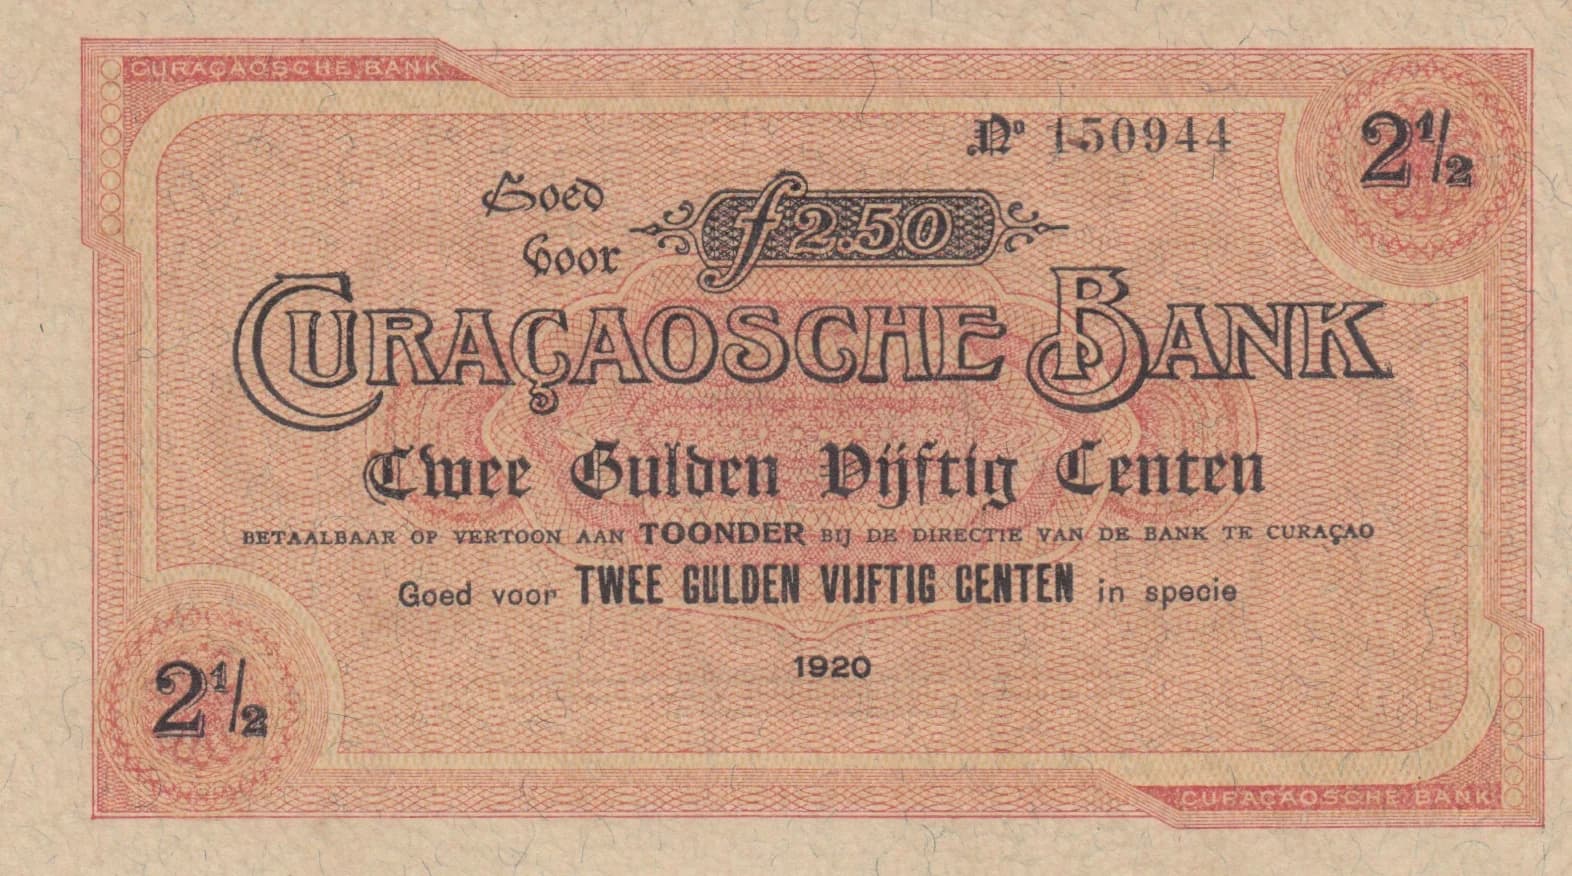 CURAÇAOSCHE BANK
Nº 150944
2½
Goed
voor
ƒ 2.50
CURAÇAOSCHE BANK
Twee Gulden Vijftig Centen
BETAALBAAR OP VERTOON AAN TOONDER BIJ DE DIRECTIE VAN DE BANK TE CURAÇAO
Goed voor TWEE GULDEN VIJFTIG CENTEN in specie
1920
2½
CURAÇAOSCHE BANK